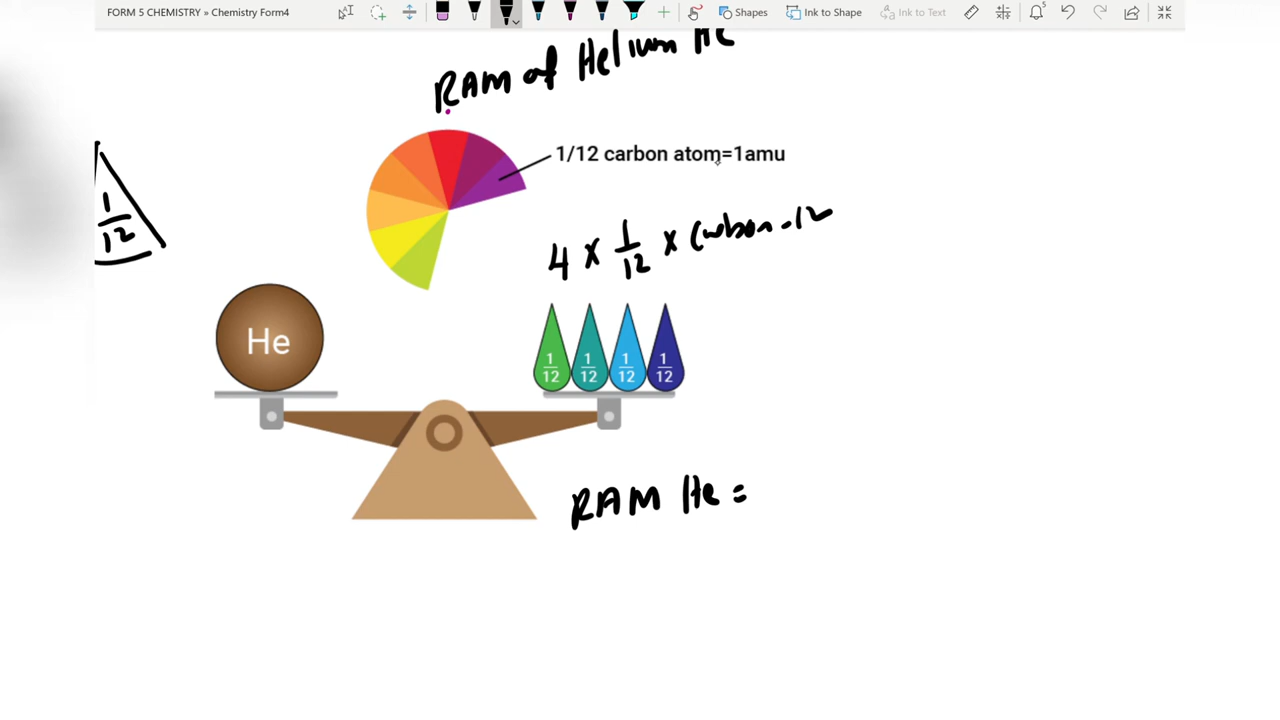 FORM 5 CHEMISTRY » Chemistry Form4
Shapes
Ink to Shape
Ink to Text
5
RAM of Helium He
1/12 carbon atom=1amu
1
12
4 x 1/12 x Carbon-12
He
1 1 1 1
12 12 12 12
RAM He =